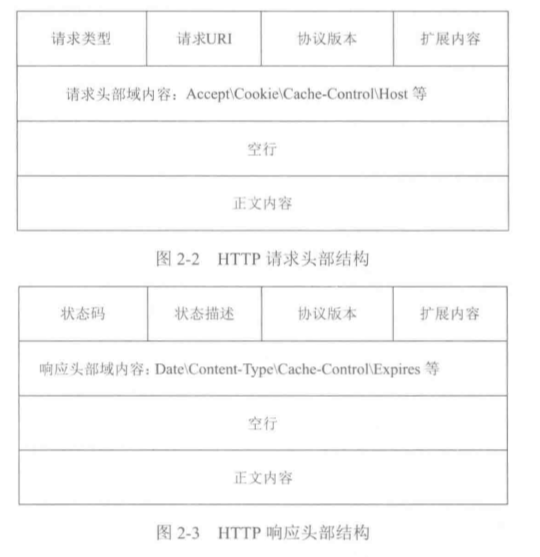 请求类型 请求URI 协议版本 扩展内容
请求头部域内容：Accept\Cookie\Cache-Control\Host 等
空行
正文内容
图 2-2 HTTP 请求头部结构
状态码 状态描述 协议版本 扩展内容
响应头部域内容：Date\Content-Type\Cache-Control\Expires 等
空行
正文内容
图 2-3 HTTP 响应头部结构